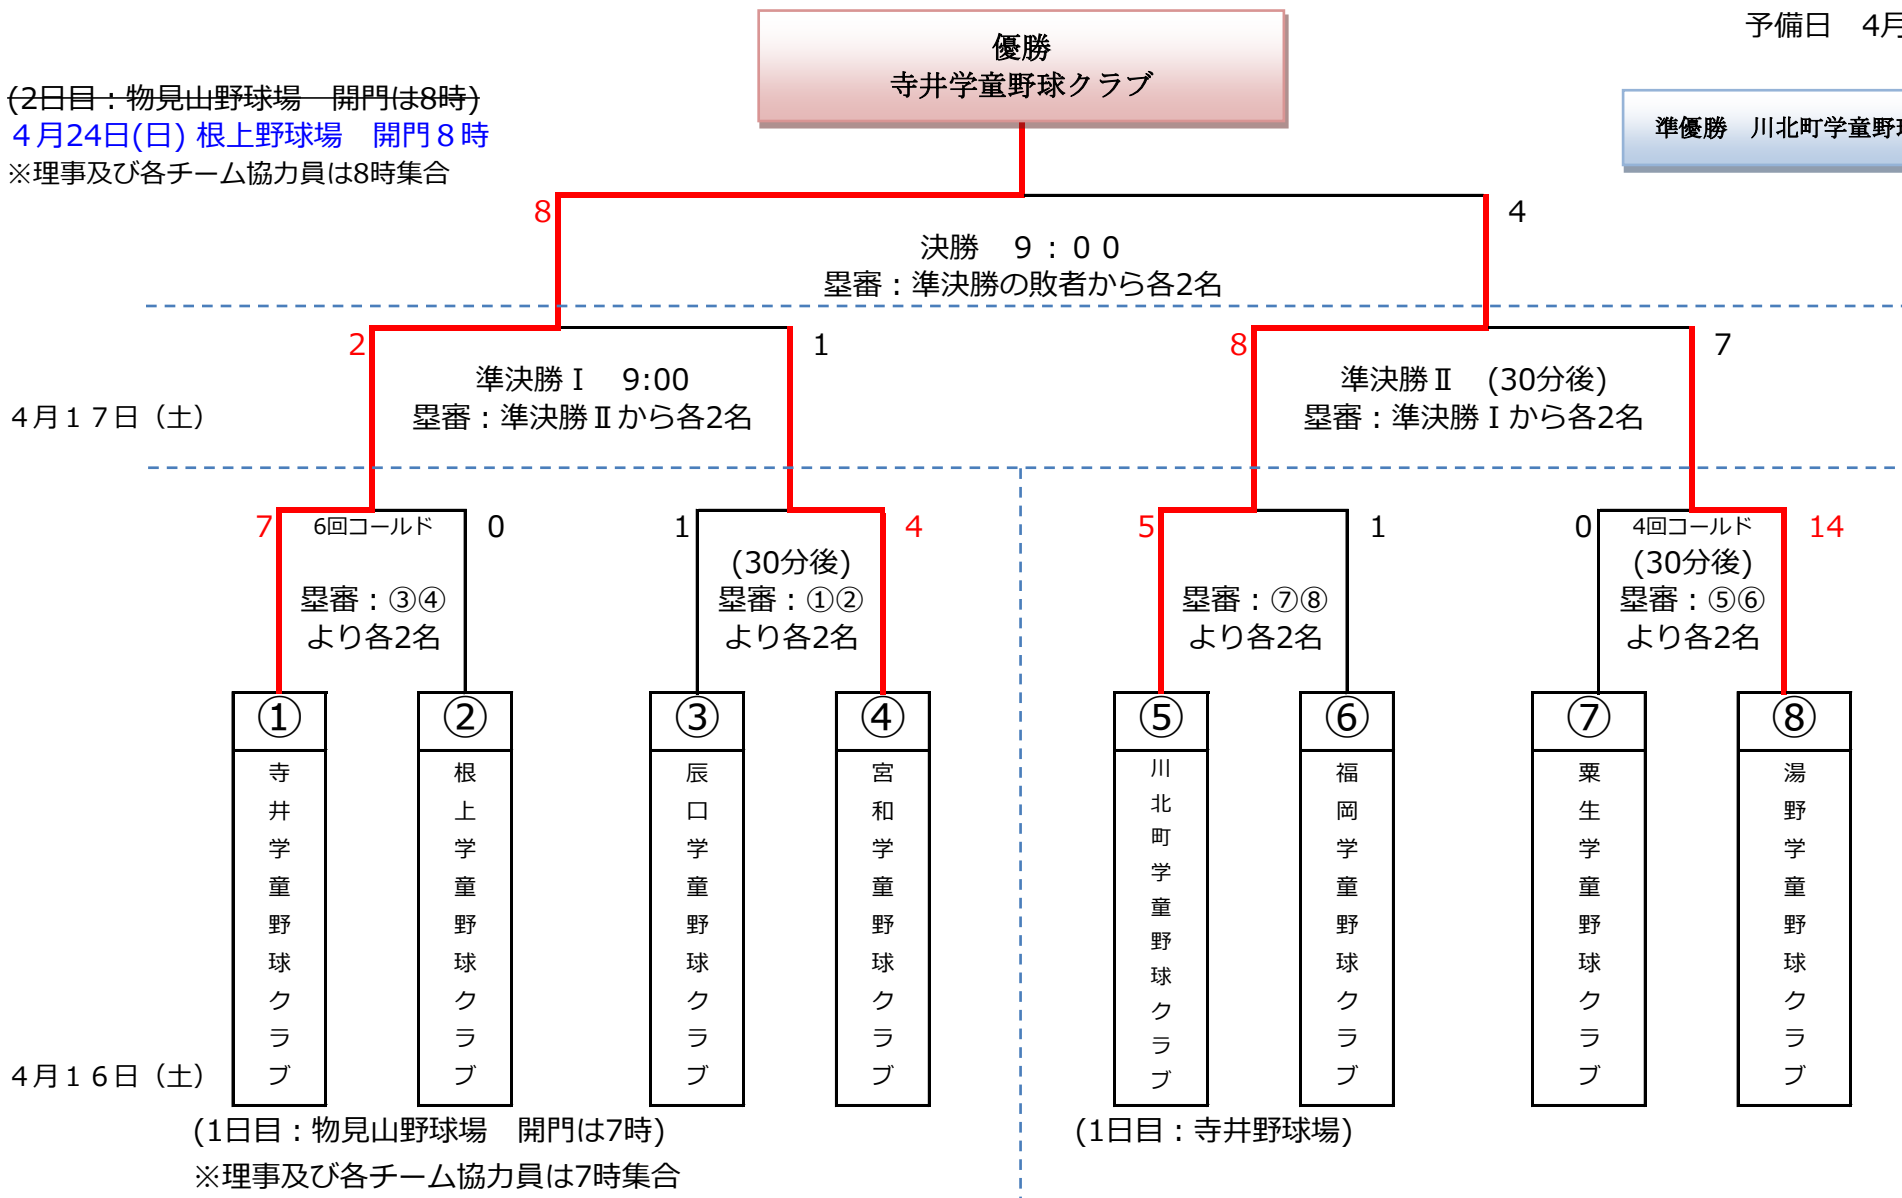 予備日　4月
優勝
寺井学童野球クラブ
(2日目：物見山野球場　開門は8時)
４月24日(日) 根上野球場　開門８時
※理事及び各チーム協力員は8時集合
準優勝　川北町学童野
8
4
決勝　９：００
塁審：準決勝の敗者から各2名
2
1
8
7
準決勝Ⅰ　9:00
塁審：準決勝Ⅱから各2名
準決勝Ⅱ　(30分後)
塁審：準決勝Ⅰから各2名
４月１７日（土）
7
6回コールド
0
1
4
5
1
0
4回コールド
14
塁審：③④
より各2名
(30分後)
塁審：①②
より各2名
塁審：⑦⑧
より各2名
(30分後)
塁審：⑤⑥
より各2名
①
②
③
④
⑤
⑥
⑦
⑧
寺井学童野球クラブ
根上学童野球クラブ
辰口学童野球クラブ
宮和学童野球クラブ
川北町学童野球クラブ
福岡学童野球クラブ
粟生学童野球クラブ
湯野学童野球クラブ
４月１６日（土）
(1日目：物見山野球場　開門は7時)
※理事及び各チーム協力員は7時集合
(1日目：寺井野球場)